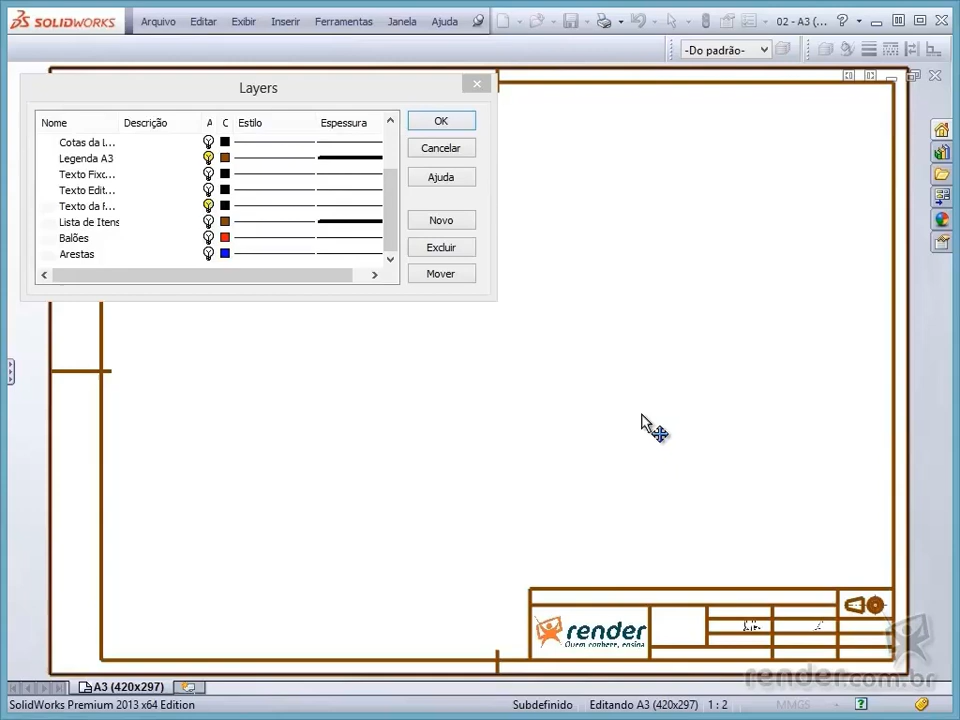 SOLIDWORKS Arquivo Editar Exibir Inserir Ferramentas Janela Ajuda 02 - A3 (...
-Do padrão-
Layers
Nome Descrição A C Estilo Espessura
Cotas da l...
Legenda A3
Texto Fixc...
Texto Edit...
Texto da f...
Lista de Itens
Balões
Arestas
OK
Cancelar
Ajuda
Novo
Excluir
Mover
render
Quem conhece, ensina
render.com.br
A3 (420x297)
SolidWorks Premium 2013 x64 Edition Subdefinido Editando A3 (420x297) 1 : 2 MMGS